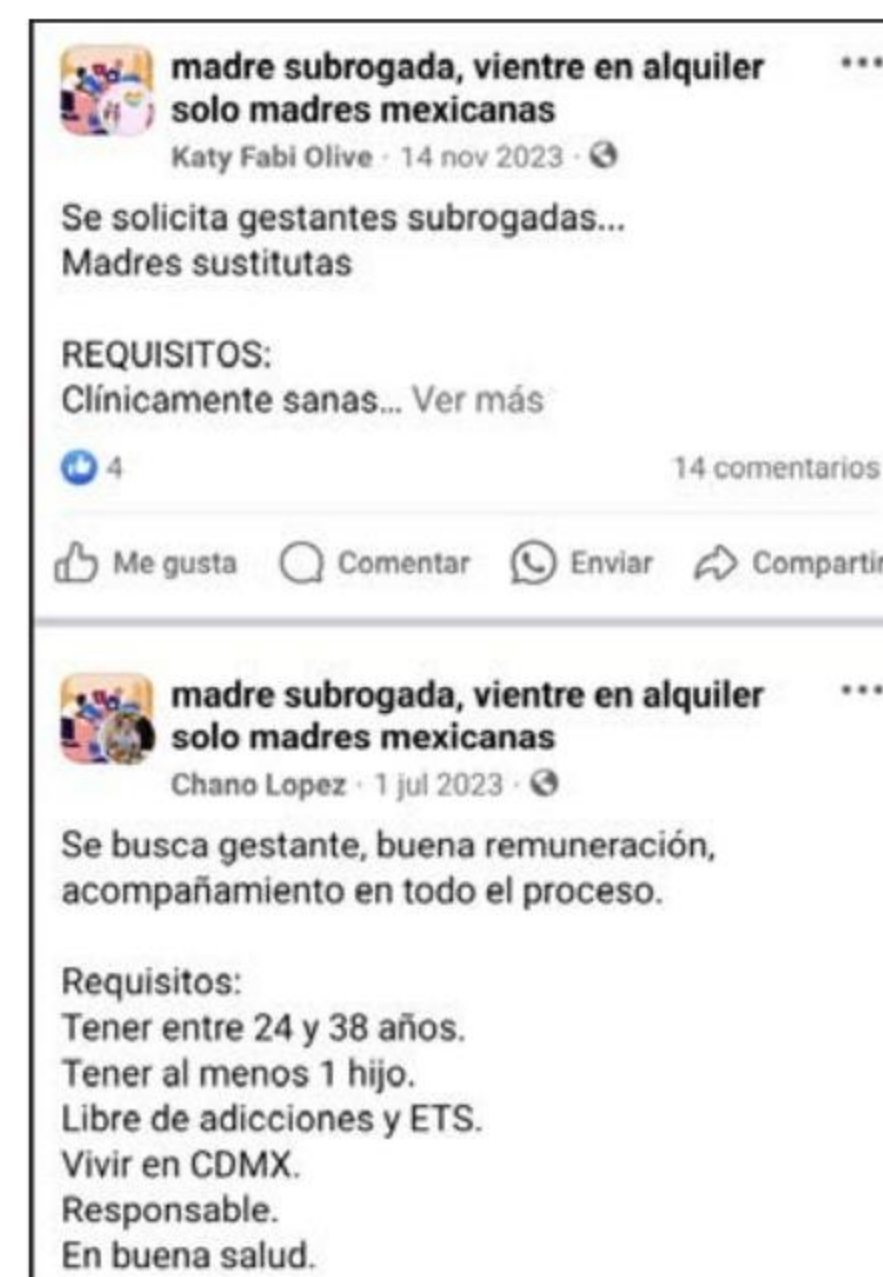 madre subrogada, vientre en alquiler
solo madres mexicanas
Katy Fabi Olive · 14 nov 2023 ·
Se solicita gestantes subrogadas...
Madres sustitutas
REQUISITOS:
Clínicamente sanas... Ver más
4
14 comentarios
Me gusta Comentar Enviar Compartir
madre subrogada, vientre en alquiler
solo madres mexicanas
Chano Lopez · 1 jul 2023 ·
Se busca gestante, buena remuneración,
acompañamiento en todo el proceso.
Requisitos:
Tener entre 24 y 38 años.
Tener al menos 1 hijo.
Libre de adicciones y ETS.
Vivir en CDMX.
Responsable.
En buena salud.